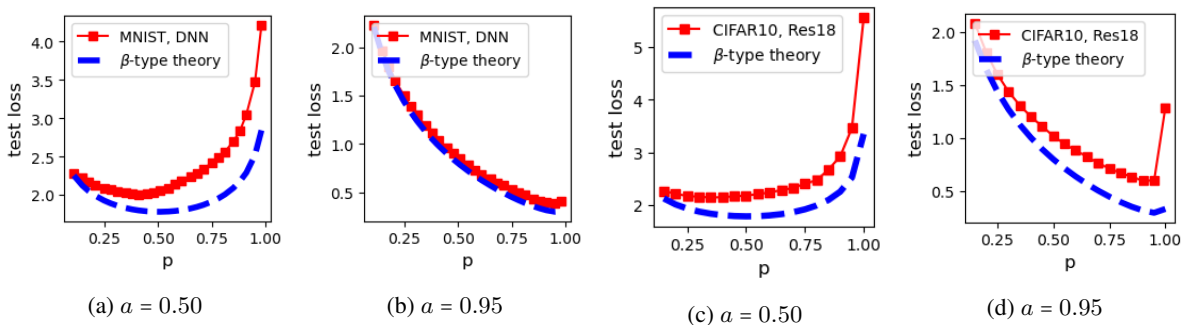 MNIST, DNN
β-type theory
4.0
3.5
3.0
2.5
2.0
test loss
0.25 0.50 0.75 1.00
p
(a) a = 0.50
MNIST, DNN
β-type theory
2.0
1.5
1.0
0.5
test loss
0.25 0.50 0.75 1.00
p
(b) a = 0.95
CIFAR10, Res18
β-type theory
5
4
3
2
test loss
0.25 0.50 0.75 1.00
p
(c) a = 0.50
CIFAR10, Res18
β-type theory
2.0
1.5
1.0
0.5
test loss
0.25 0.50 0.75 1.00
p
(d) a = 0.95